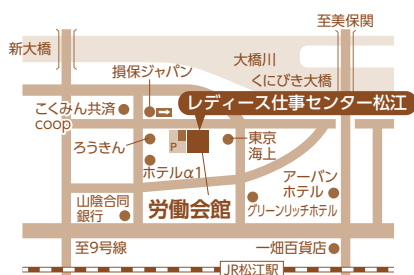 至美保関
新大橋
大橋川
損保ジャパン
くにびき大橋
こくみん共済
coop
レディース仕事センター松江
ろうきん
P
東京
海上
ホテルα1
アーバン
ホテル
山陰合同
銀行
労働会館
グリーンリッチホテル
至9号線
一畑百貨店
JR松江駅